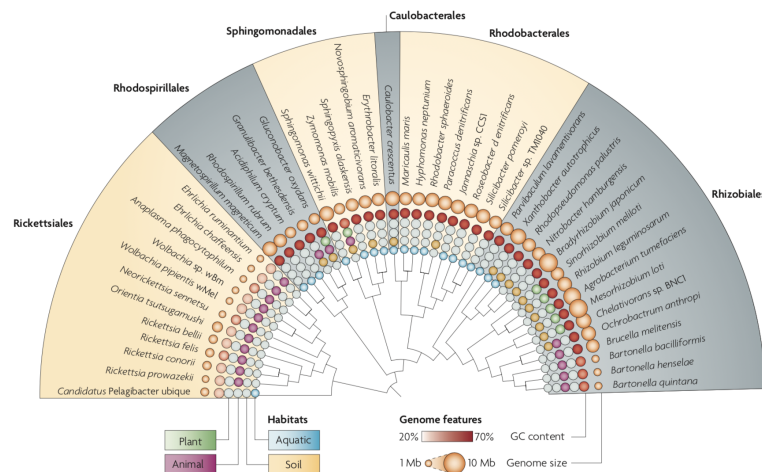 Caulobacterales
Sphingomonadales
Rhodobacterales
Rhodospirillales
Rhizobiales
Rickettsiales
Candidatus Pelagibacter ubique
Rickettsia prowazekii
Rickettsia conorii
Rickettsia felis
Rickettsia bellii
Orientia tsutsugamushi
Neorickettsia sennetsu
Wolbachia pipientis wMel
Wolbachia sp. wBm
Anaplasma phagocytophilum
Ehrlichia chaffeensis
Ehrlichia ruminantium
Magnetospirillum magneticum
Rhodospirillum rubrum
Acidiphilum cryptum
Granulibacter bethesdensis
Gluconobacter oxydans
Sphingomonas wittichii
Zymomonas mobilis
Sphingopyxis alaskensis
Novosphingobium aromaticivorans
Erythrobacter litoralis
Caulobacter crescentus
Maricaulis maris
Hyphomonas neptunium
Rhodobacter sphaeroides
Paracoccus denitrificans
Jannaschia sp. CCS1
Roseobacter denitrificans
Silicibacter pomeroyi
Silicibacter sp. TM1040
Parvibaculum lavamentivorans
Xanthobacter autotrophicus
Rhodopseudomonas palustris
Nitrobacter hamburgensis
Bradyrhizobium japonicum
Sinorhizobium meliloti
Rhizobium leguminosarum
Agrobacterium tumefaciens
Mesorhizobium loti
Chelativorans sp. BNC1
Ochrobactrum anthropi
Brucella melitensis
Bartonella bacilliformis
Bartonella henselae
Bartonella quintana
Habitats
Plant
Aquatic
Animal
Soil
Genome features
20% 70% GC content
1 Mb 10 Mb Genome size